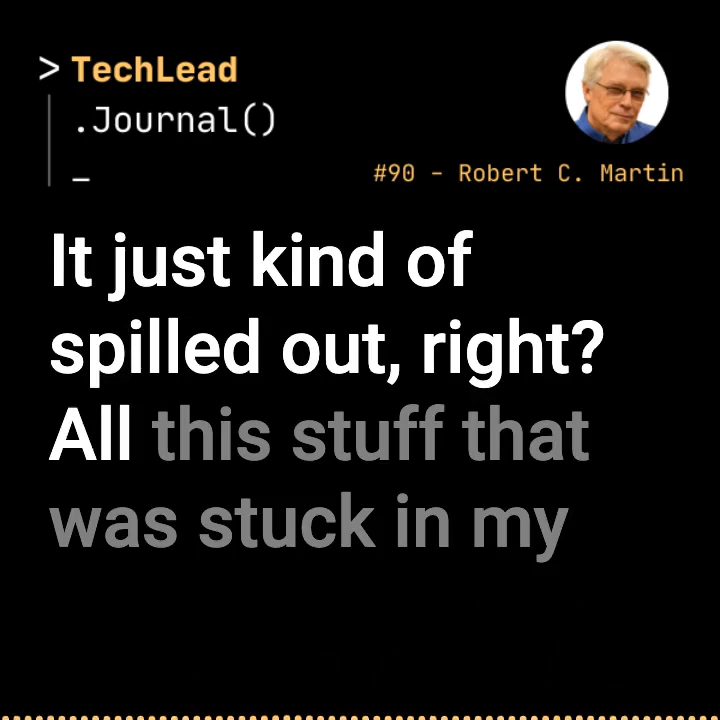 > TechLead
.Journal()
_
#90 - Robert C. Martin
It just kind of
spilled out, right?
All this stuff that
was stuck in my